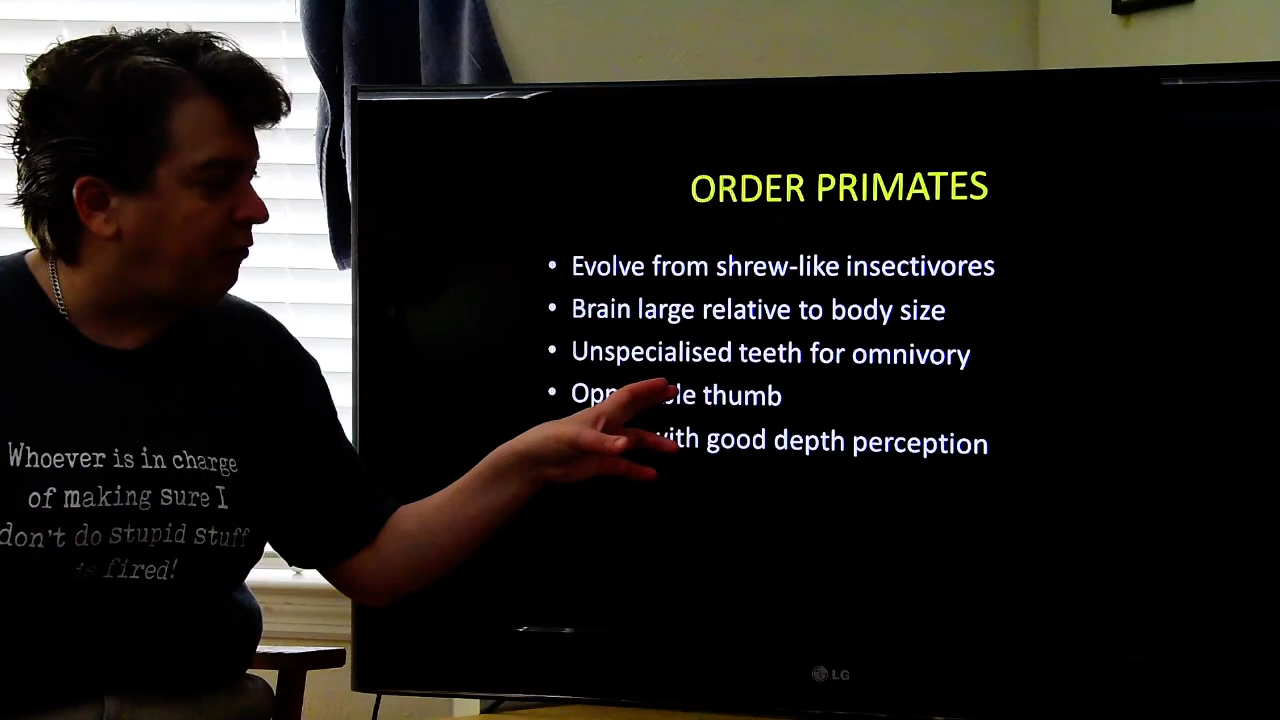 ORDER PRIMATES
• Evolve from shrew-like insectivores
• Brain large relative to body size
• Unspecialised teeth for omnivory
• thumb
with good depth perception
Whoever is in charge
of making sure I
don't do stupid stuff
is fired!
LG